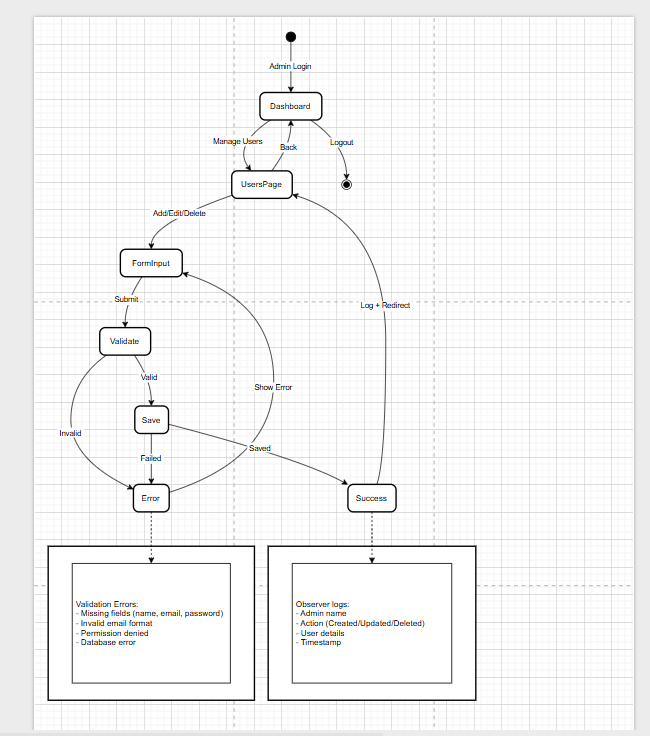 Admin Login
Dashboard
Manage Users
Back
Logout
UsersPage
Add/Edit/Delete
FormInput
Submit
Log + Redirect
Validate
Valid
Show Error
Save
Invalid
Saved
Failed
Error
Success
Validation Errors:
- Missing fields (name, email, password)
- Invalid email format
- Permission denied
- Database error
Observer logs:
- Admin name
- Action (Created/Updated/Deleted)
- User details
- Timestamp